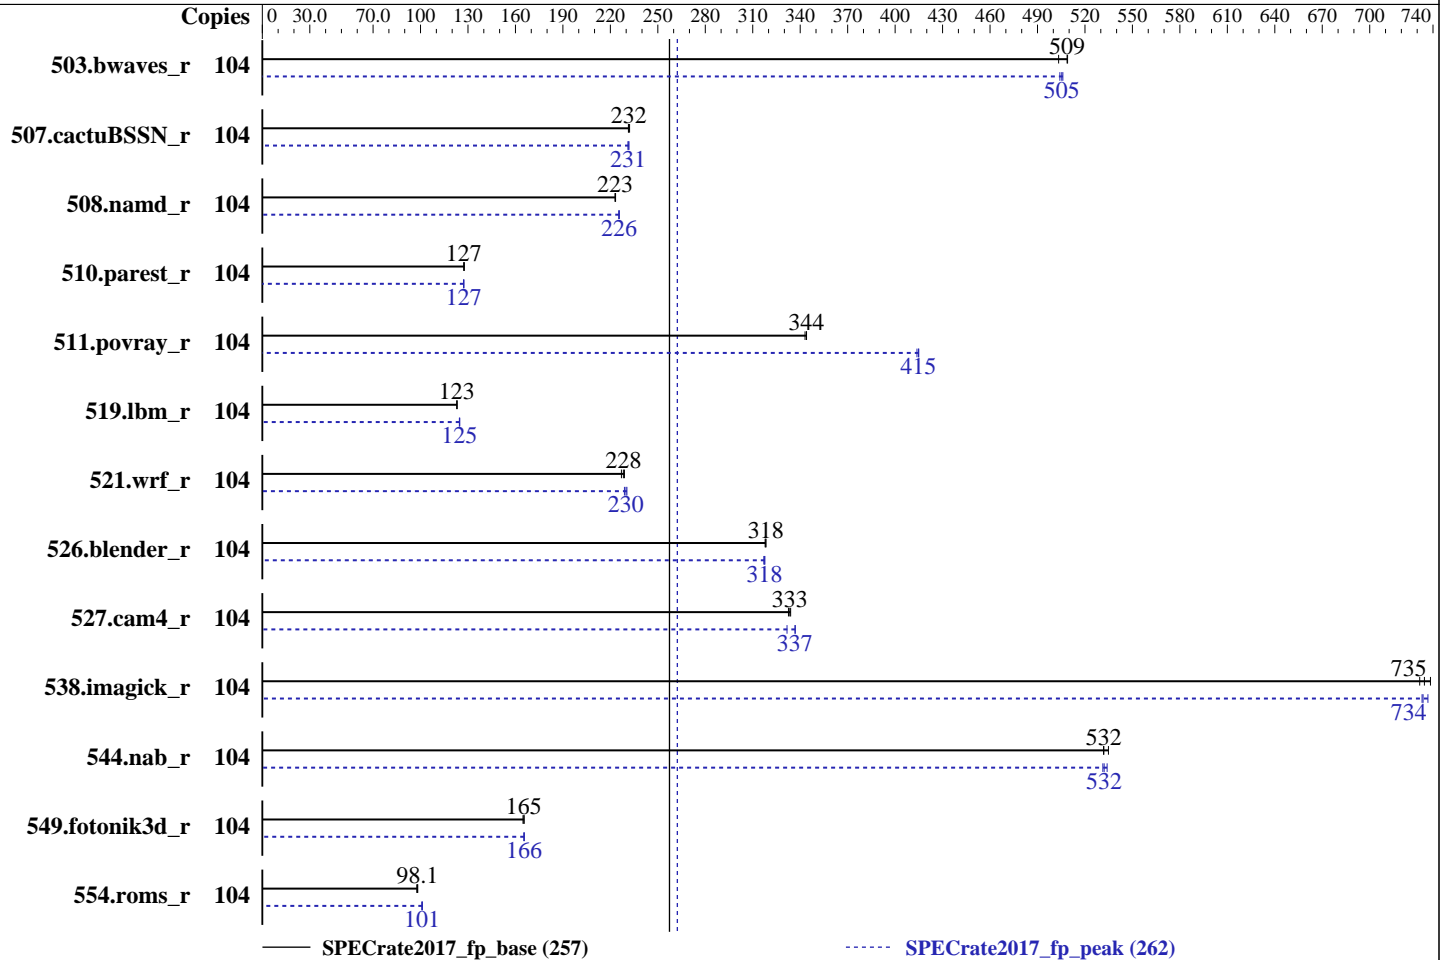 Copies 0 30.0 70.0 100 130 160 190 220 250 280 310 340 370 400 430 460 490 520 550 580 610 640 670 700 740
509
503.bwaves_r 104
505
232
507.cactuBSSN_r 104
231
223
508.namd_r 104
226
127
510.parest_r 104
127
344
511.povray_r 104
415
123
519.lbm_r 104
125
228
521.wrf_r 104
230
318
526.blender_r 104
318
333
527.cam4_r 104
337
735
538.imagick_r 104
734
532
544.nab_r 104
532
165
549.fotonik3d_r 104
166
98.1
554.roms_r 104
101
SPECrate2017_fp_base (257) SPECrate2017_fp_peak (262)